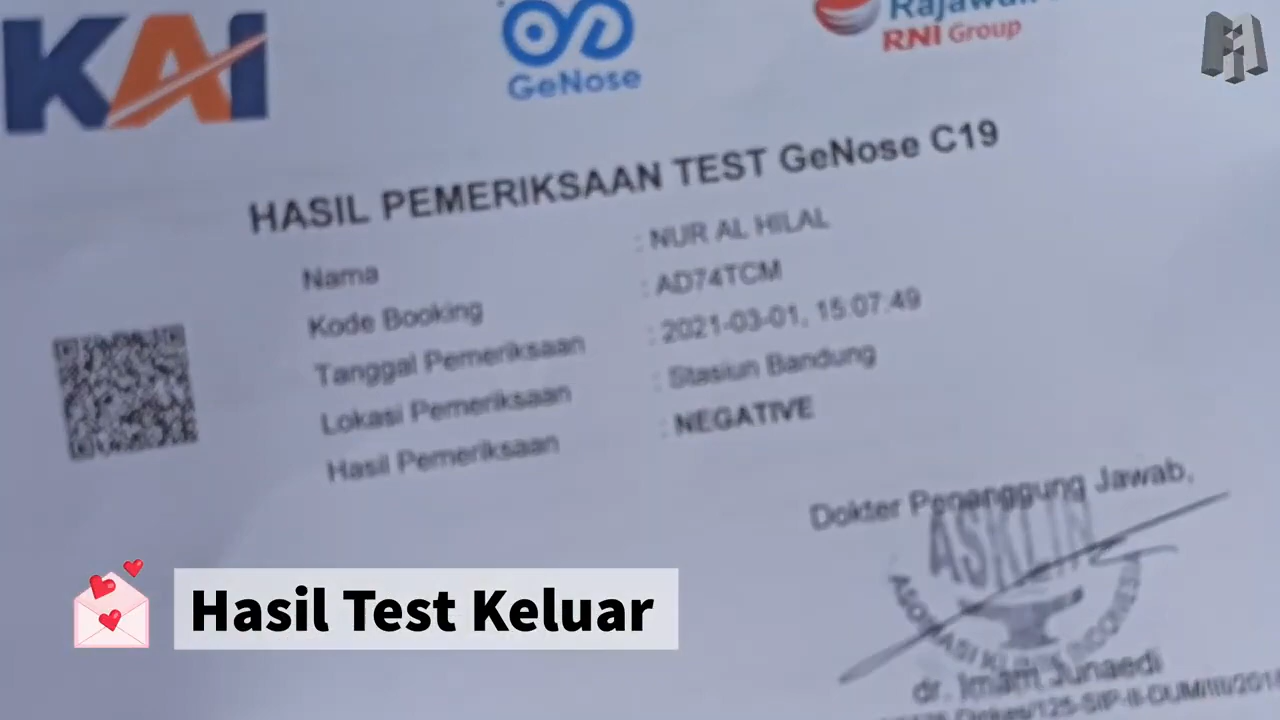 KAI
GeNose
RNI Group
HASIL PEMERIKSAAN TEST GeNose C19
Nama : NUR AL HILAL
Kode Booking : AD74TCM
Tanggal Pemeriksaan : 2021-03-01, 15:07:49
Lokasi Pemeriksaan : Stasiun Bandung
Hasil Pemeriksaan : NEGATIVE
Dokter Penanggung Jawab,
ASKLIN
dr. Imam Junaedi
Hasil Test Keluar